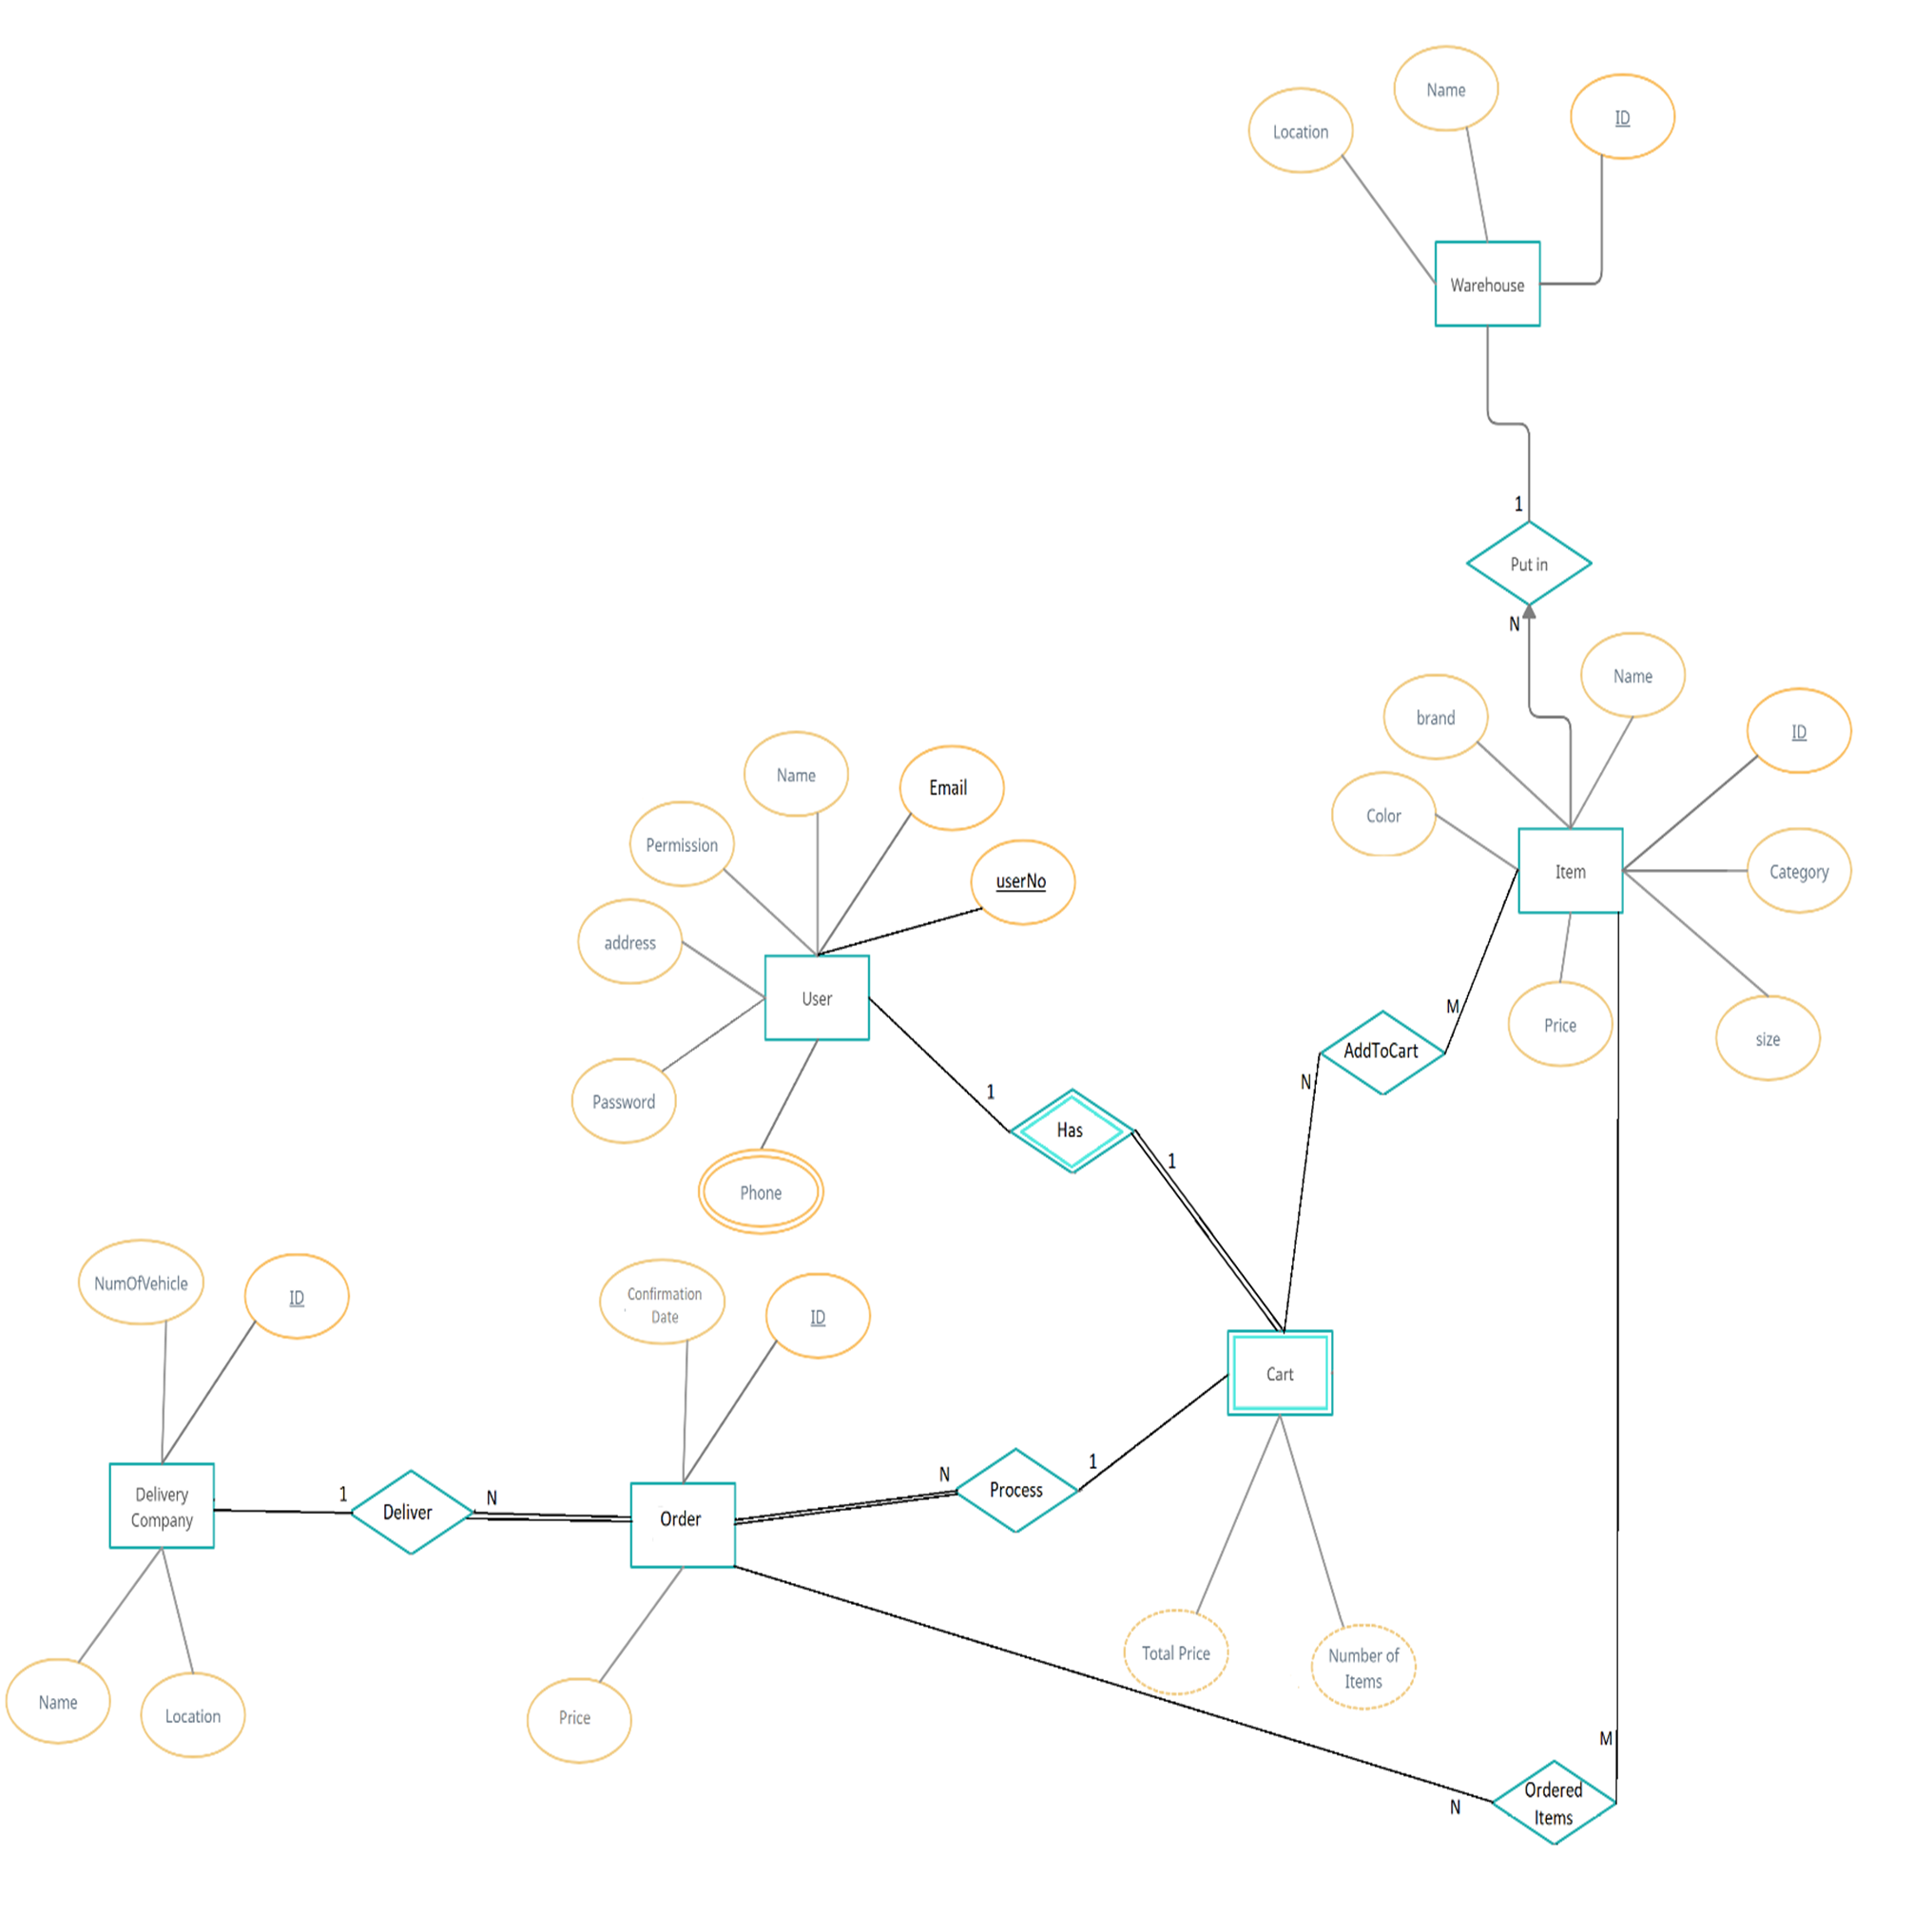 Name
ID
Location
Warehouse
1
Put in
N
Name
brand
ID
Color
Item
Category
Price
size
Name
Email
Permission
userNo
address
User
Password
Phone
1
Has
1
M
AddToCart
N
NumOfVehicle
ID
Confirmation
Date
ID
Cart
Delivery
Company
1
Deliver
N
Order
N
Process
1
Total Price
Number of
Items
Name
Location
Price
M
Ordered
Items
N